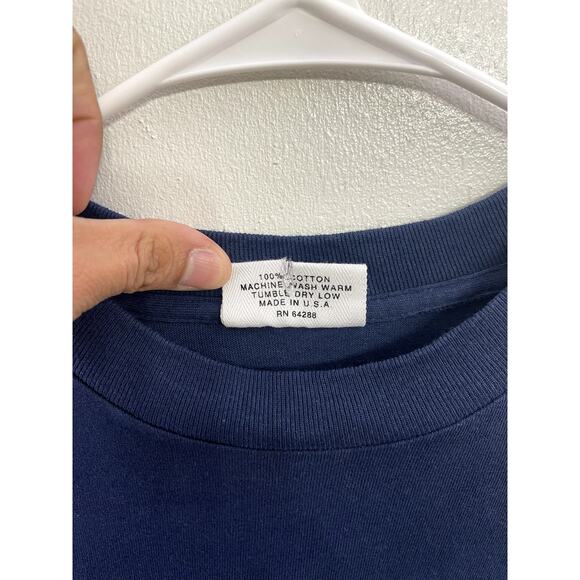 100% COTTON
MACHINE WASH WARM
TUMBLE DRY LOW
MADE IN U.S.A.
RN 64288